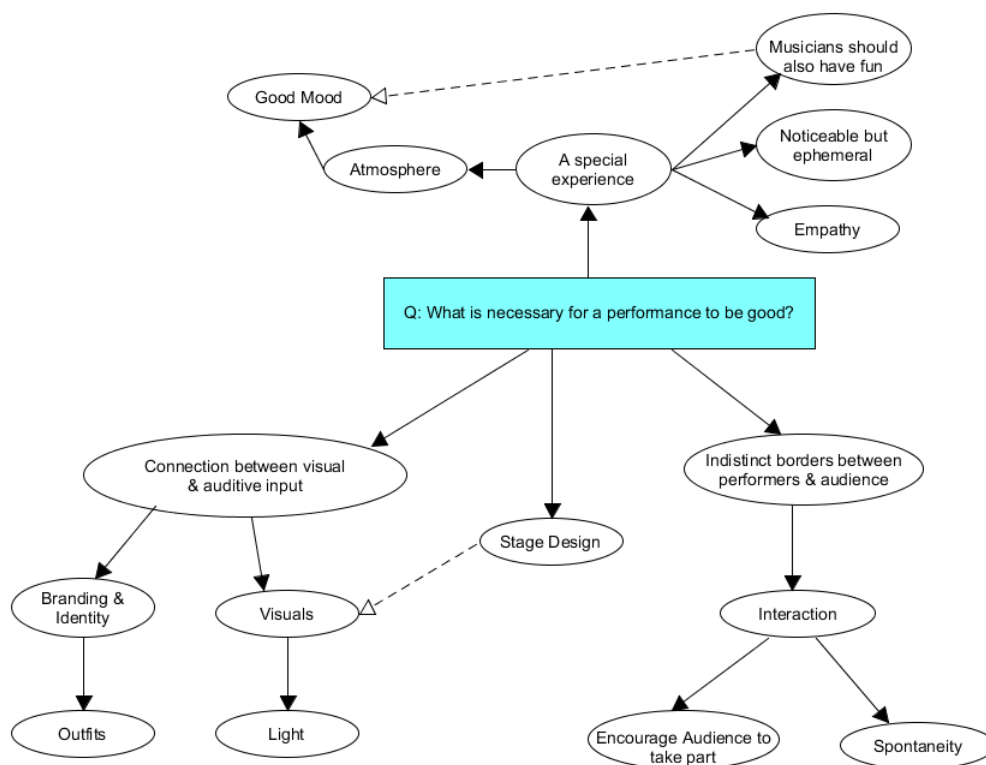 Musicians should
also have fun
Good Mood
Noticeable but
ephemeral
Atmosphere
A special
experience
Empathy
Q: What is necessary for a performance to be good?
Connection between visual
& auditive input
Indistinct borders between
performers & audience
Stage Design
Branding &
Identity
Visuals
Interaction
Outfits
Light
Encourage Audience to
take part
Spontaneity